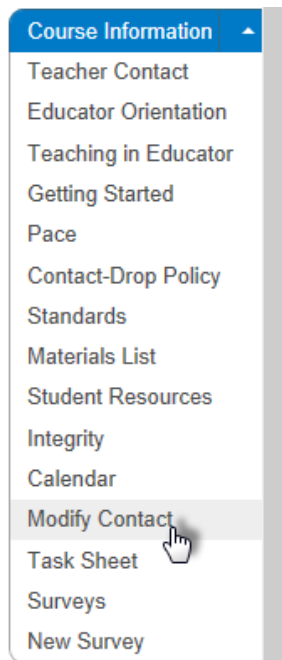 Course Information
Teacher Contact
Educator Orientation
Teaching in Educator
Getting Started
Pace
Contact-Drop Policy
Standards
Materials List
Student Resources
Integrity
Calendar
Modify Contact
Task Sheet
Surveys
New Survey